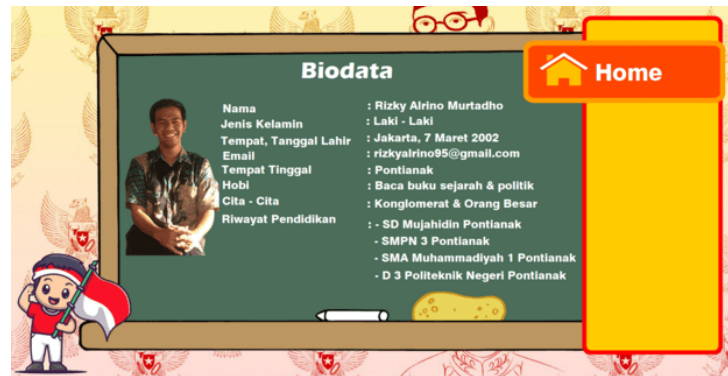 Biodata
Home
Nama : Rizky Alrino Murtadho
Jenis Kelamin : Laki - Laki
Tempat, Tanggal Lahir : Jakarta, 7 Maret 2002
Email : rizkyalrino95@gmail.com
Tempat Tinggal : Pontianak
Hobi : Baca buku sejarah & politik
Cita - Cita : Konglomerat & Orang Besar
Riwayat Pendidikan : - SD Mujahidin Pontianak
- SMPN 3 Pontianak
- SMA Muhammadiyah 1 Pontianak
- D 3 Politeknik Negeri Pontianak